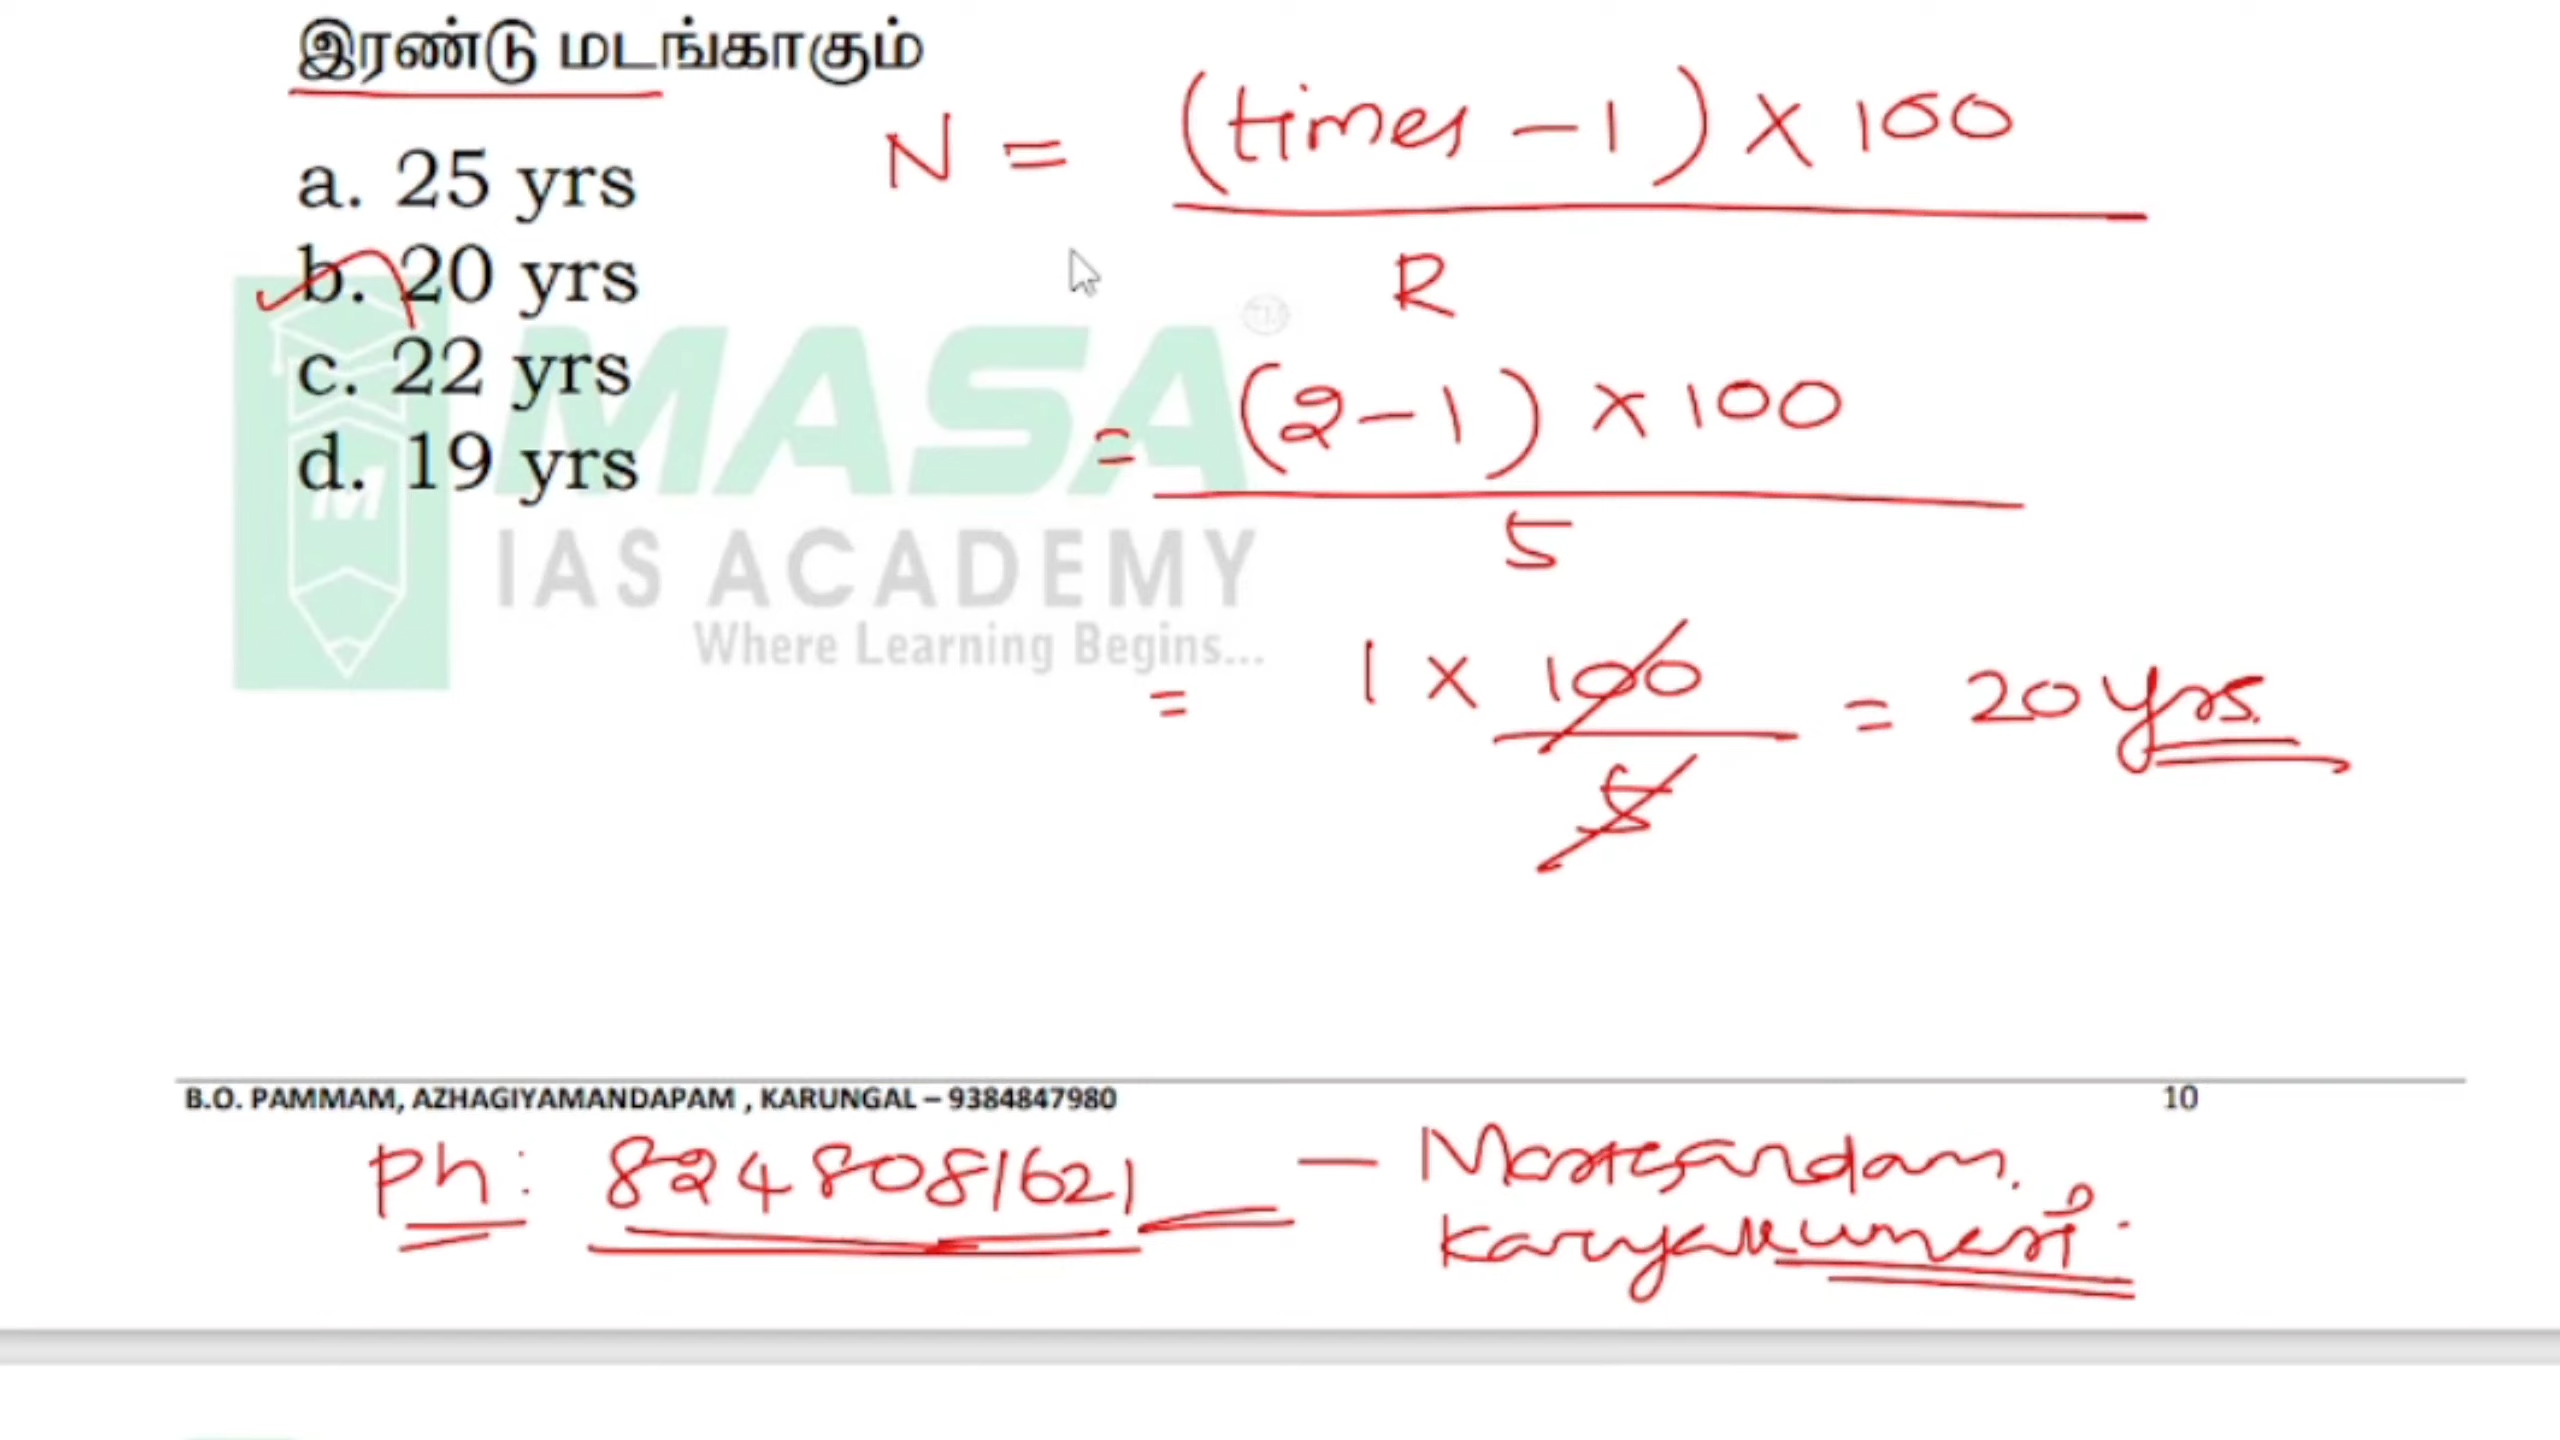 இரண்டு மடங்காகும்
a. 25 yrs
b. 20 yrs
c. 22 yrs
d. 19 yrs
N = (times - 1) × 100
R
= (2-1) × 100
5
= 1 × 100 = 20 yrs.
5
MASA
IAS ACADEMY
Where Learning Begins...
M
B.O. PAMMAM, AZHAGIYAMANDAPAM , KARUNGAL – 9384847980 10
Ph: 8248081621 –